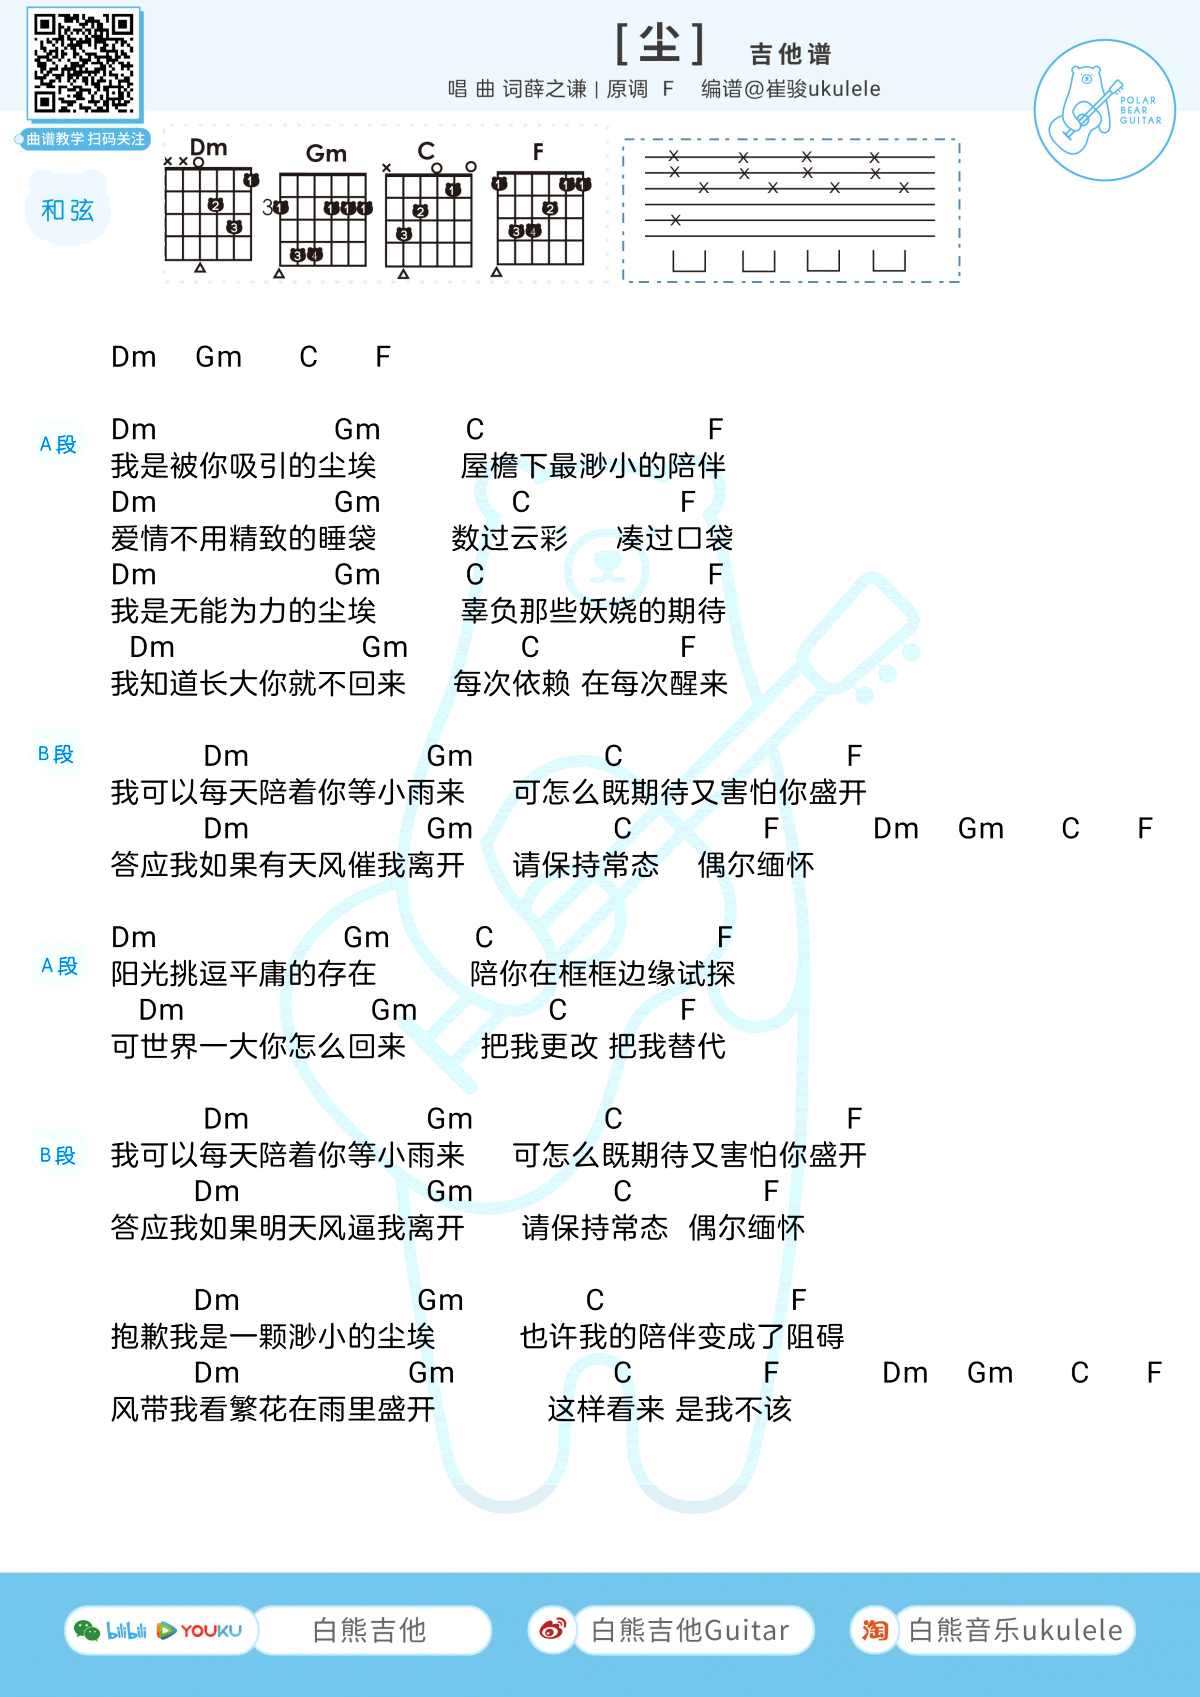 [尘] 吉他谱
唱 曲 词薛之谦 | 原调 F 编谱@崔骏ukulele
曲谱教学 扫码关注
POLAR
BEAR
GUITAR
和弦
Dm Gm C F
3
Dm Gm C F
A段
Dm Gm C F
我是被你吸引的尘埃 屋檐下最渺小的陪伴
Dm Gm C F
爱情不用精致的睡袋 数过云彩 凑过口袋
Dm Gm C F
我是无能为力的尘埃 辜负那些妖娆的期待
Dm Gm C F
我知道长大你就不回来 每次依赖 在每次醒来
B段
Dm Gm C F
我可以每天陪着你等小雨来 可怎么既期待又害怕你盛开
Dm Gm C F Dm Gm C F
答应我如果有天风催我离开 请保持常态 偶尔缅怀
A段
Dm Gm C F
阳光挑逗平庸的存在 陪你在框框边缘试探
Dm Gm C F
可世界一大你怎么回来 把我更改 把我替代
B段
Dm Gm C F
我可以每天陪着你等小雨来 可怎么既期待又害怕你盛开
Dm Gm C F
答应我如果明天风逼我离开 请保持常态 偶尔缅怀
Dm Gm C F
抱歉我是一颗渺小的尘埃 也许我的陪伴变成了阻碍
Dm Gm C F Dm Gm C F
风带我看繁花在雨里盛开 这样看来 是我不该
bilibili YOUKU 白熊吉他 白熊吉他Guitar 淘 白熊音乐ukulele